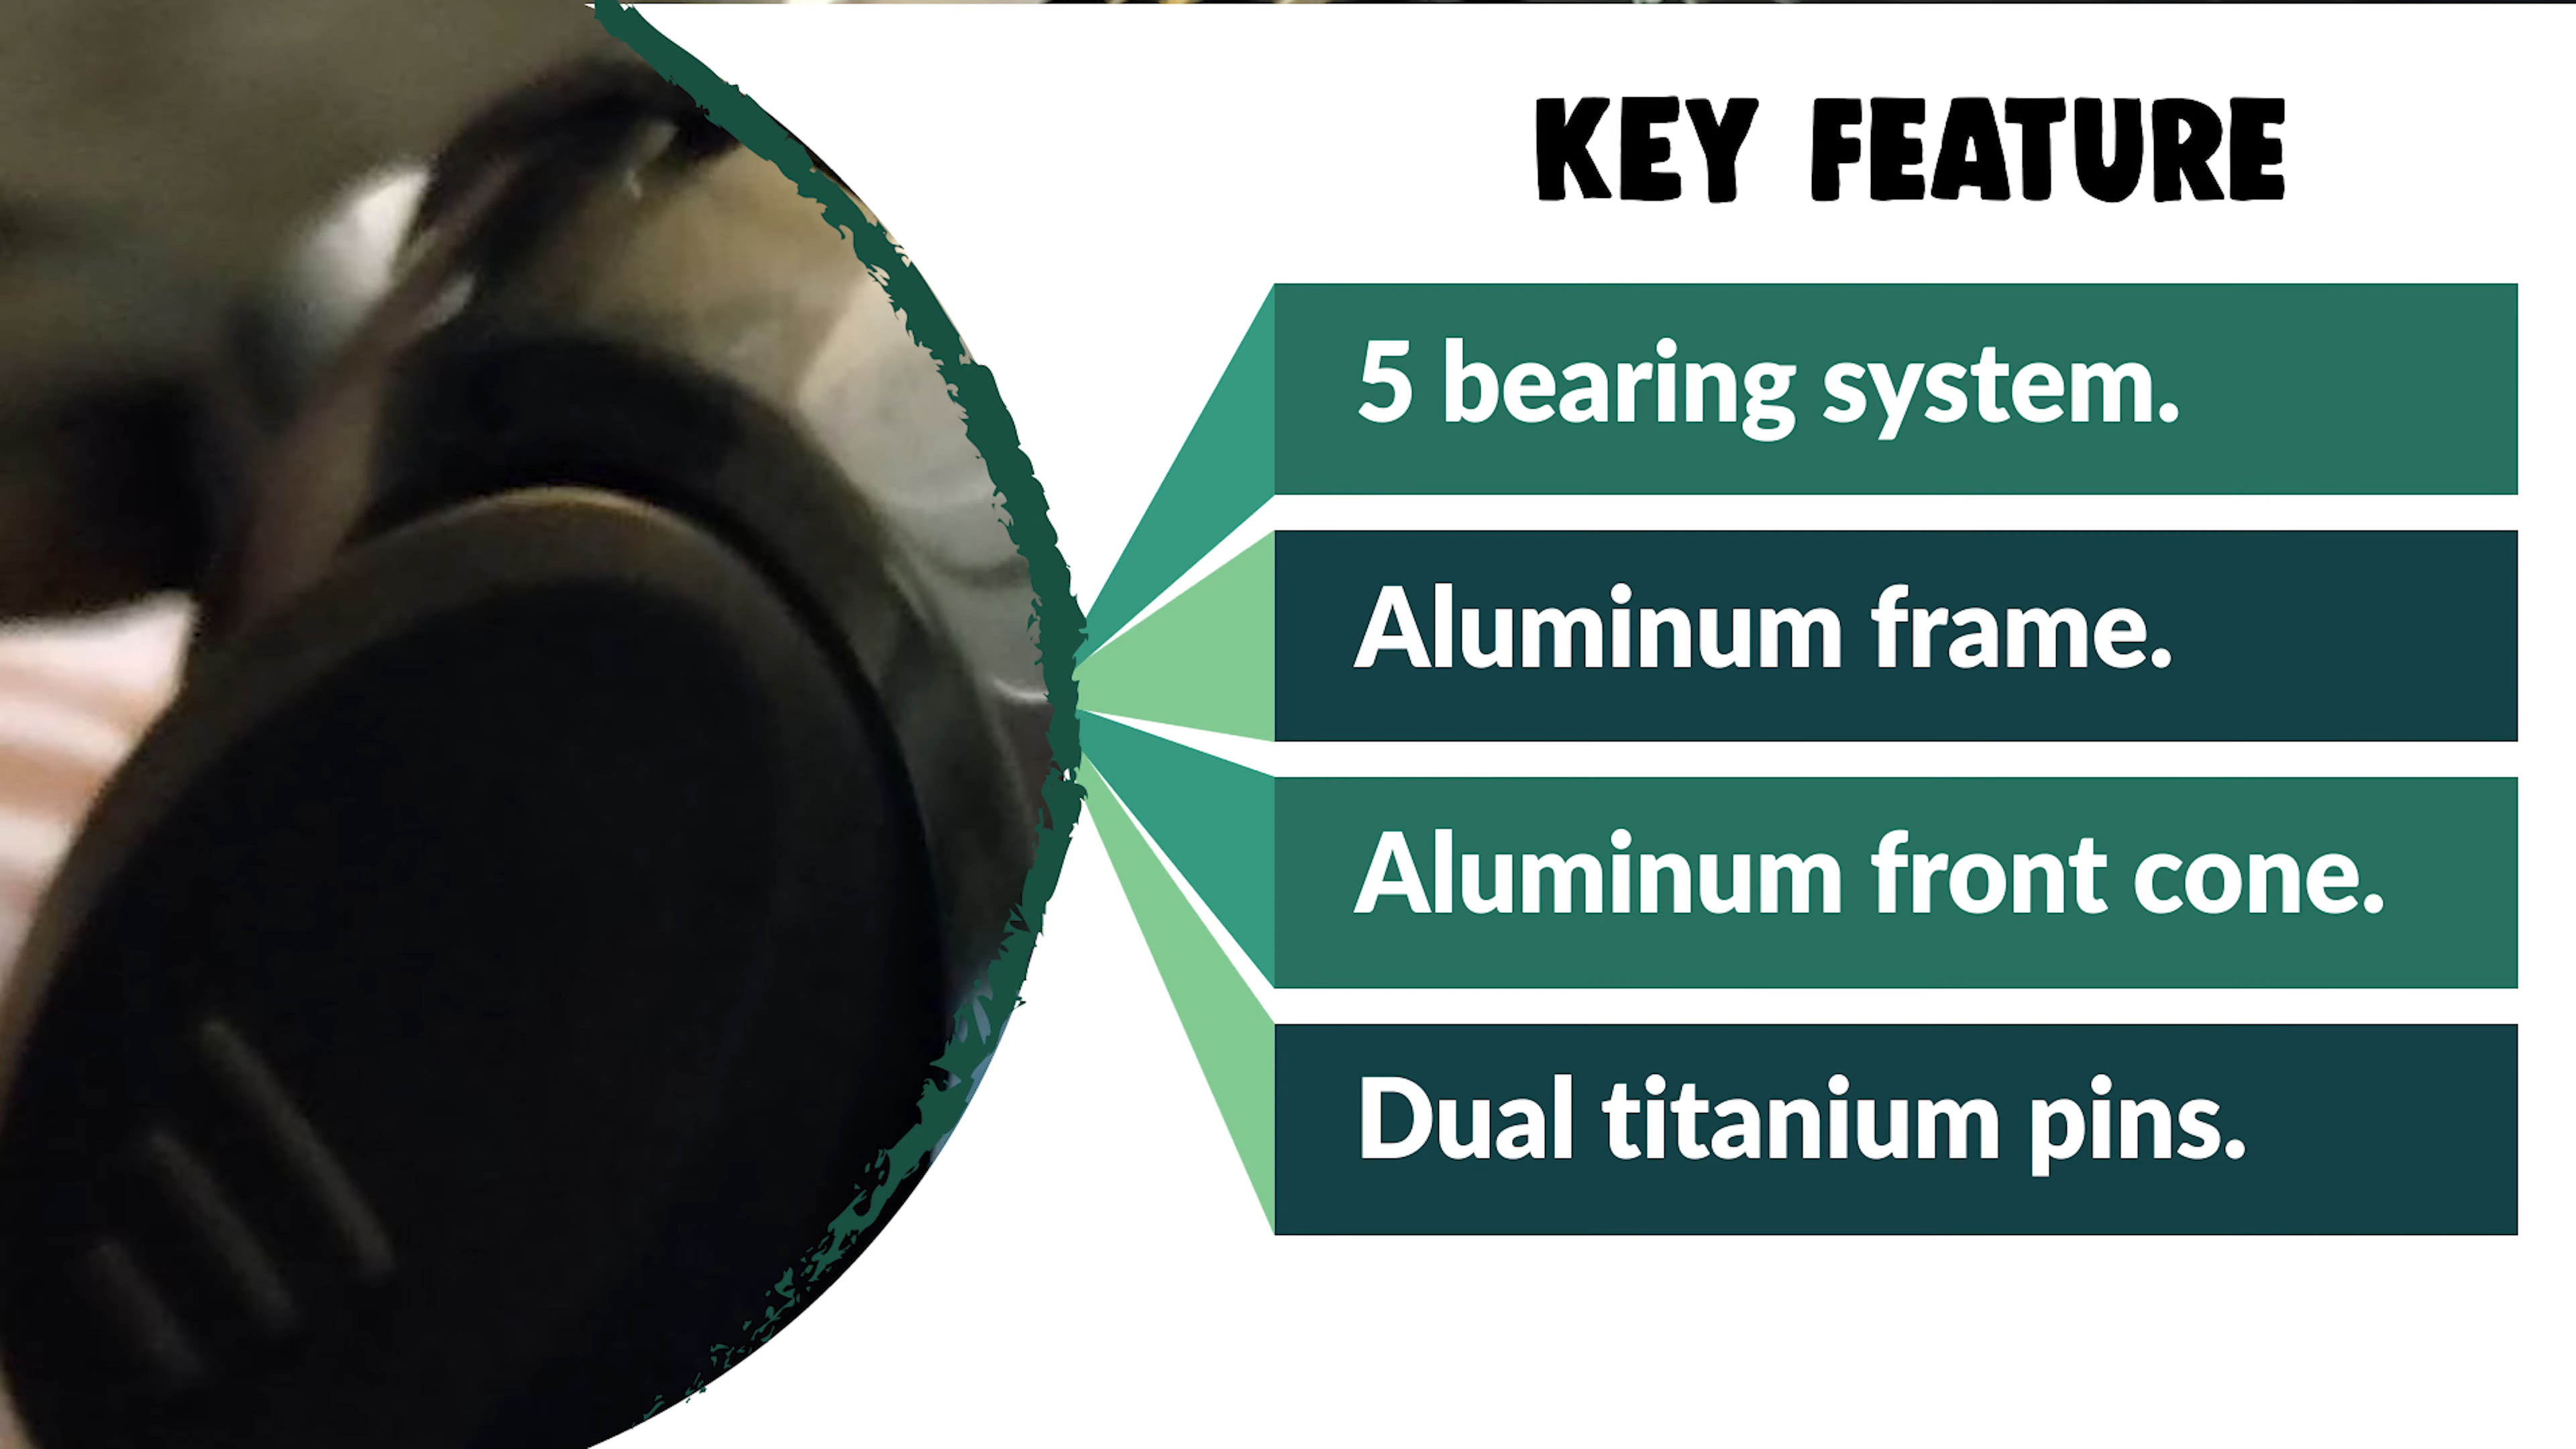 KEY FEATURE
5 bearing system.
Aluminum frame.
Aluminum front cone.
Dual titanium pins.